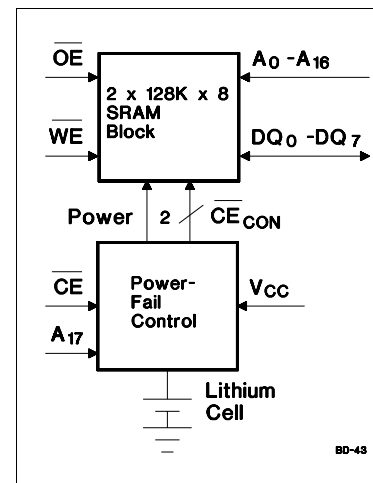 OE
A0 -A16
2 x 128K x 8
SRAM
Block
WE
DQ0 -DQ7
Power 2 CECON
CE
Power-
Fail
Control
VCC
A17
Lithium
Cell
BD-43